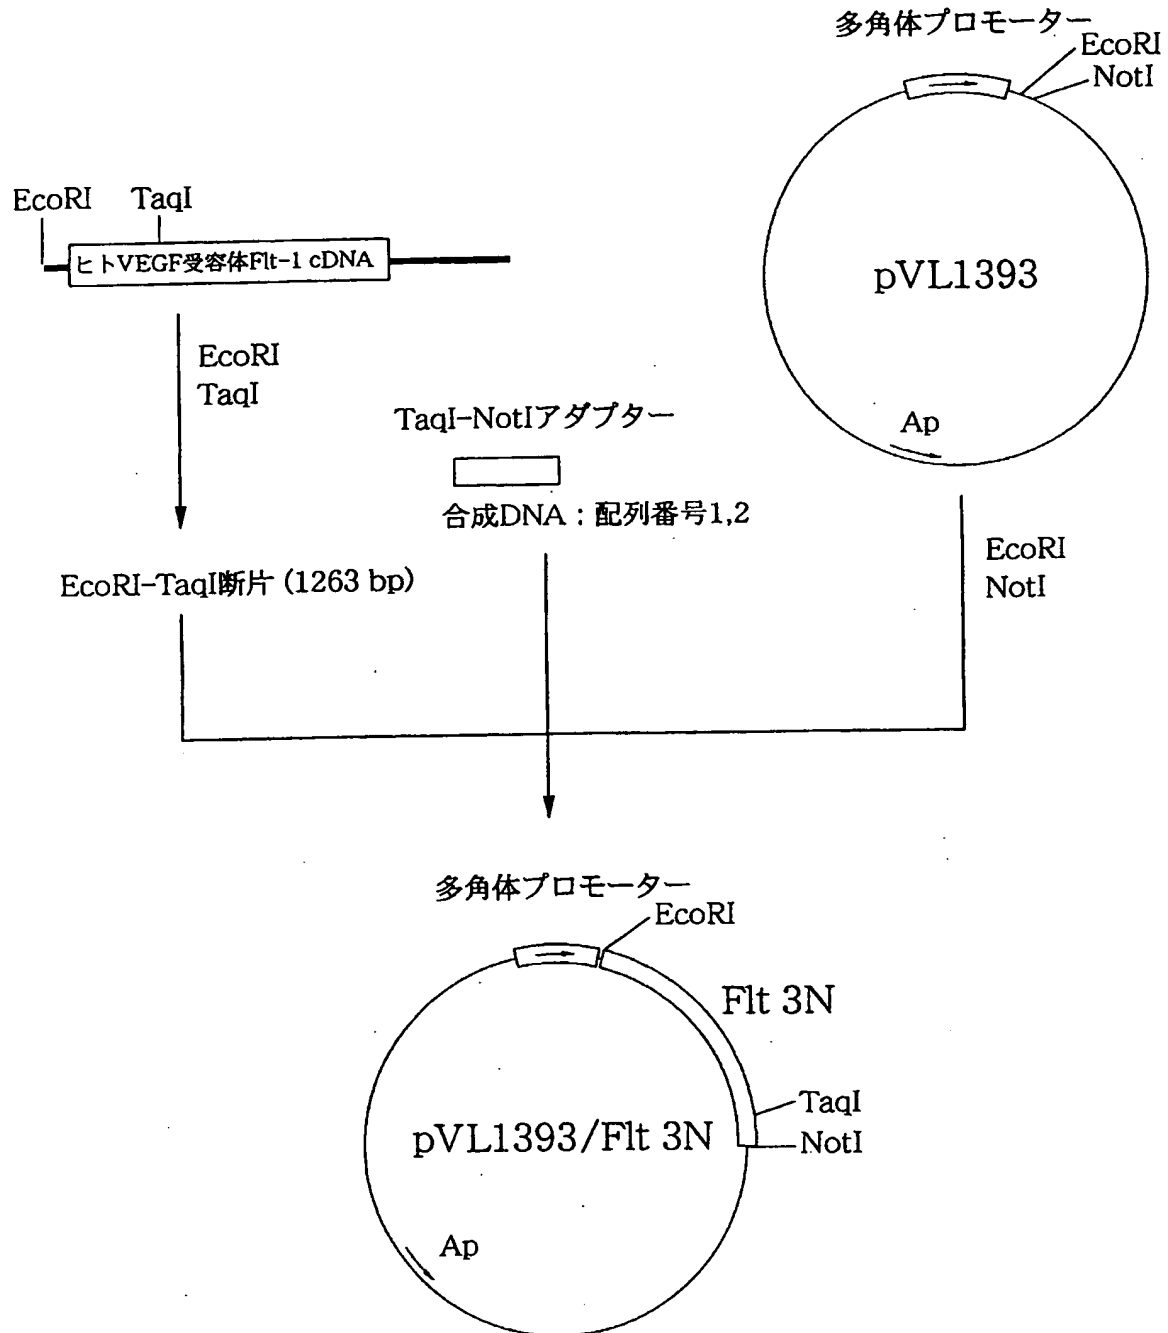 多角体プロモーター
EcoRI
NotI
EcoRI TaqI
ヒトVEGF受容体Flt-1 cDNA
pVL1393
EcoRI
TaqI
TaqI-NotIアダプター
Ap
合成DNA：配列番号1,2
EcoRI
NotI
EcoRI-TaqI断片 (1263 bp)
多角体プロモーター
EcoRI
Flt 3N
TaqI
NotI
pVL1393/Flt 3N
Ap